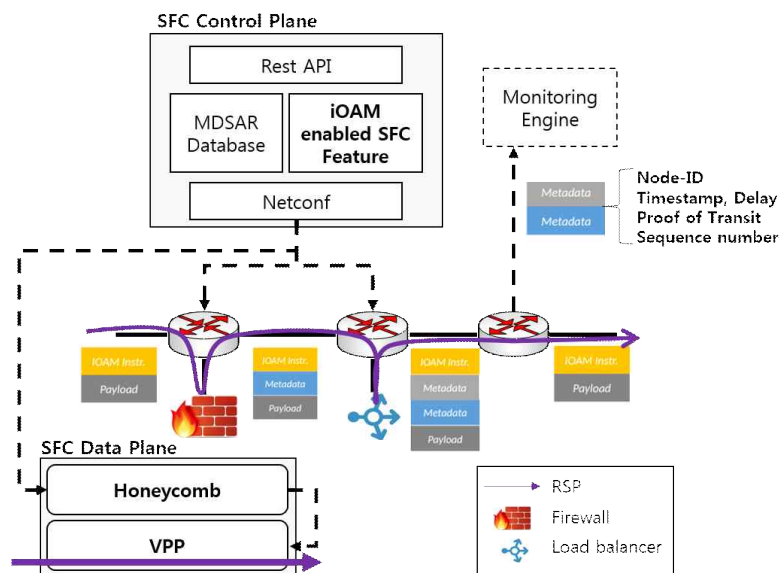 SFC Control Plane
Rest API
MDSAR
Database
iOAM
enabled SFC
Feature
Netconf
Monitoring
Engine
Metadata
Metadata
Node-ID
Timestamp, Delay
Proof of Transit
Sequence number
IOAM Instr.
Payload
IOAM Instr.
Metadata
Payload
IOAM Instr.
Metadata
Metadata
Payload
IOAM Instr.
Payload
SFC Data Plane
Honeycomb
VPP
RSP
Firewall
Load balancer